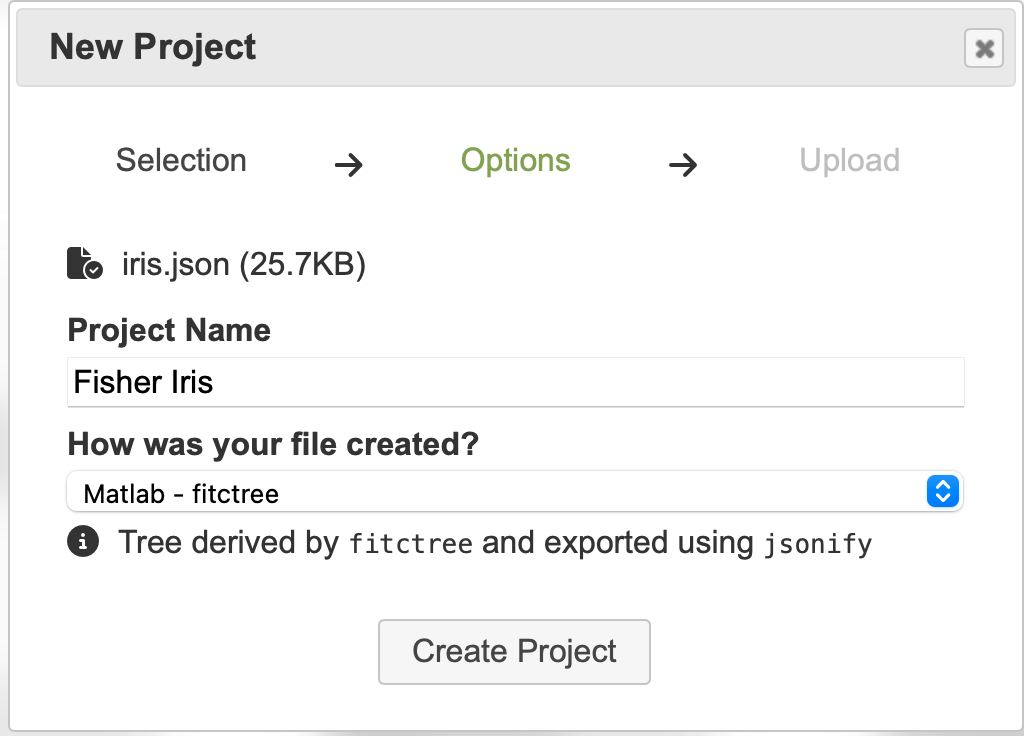 New Project
Selection → Options → Upload
iris.json (25.7KB)
Project Name
Fisher Iris
How was your file created?
Matlab - fitctree
Tree derived by fitctree and exported using jsonify
Create Project